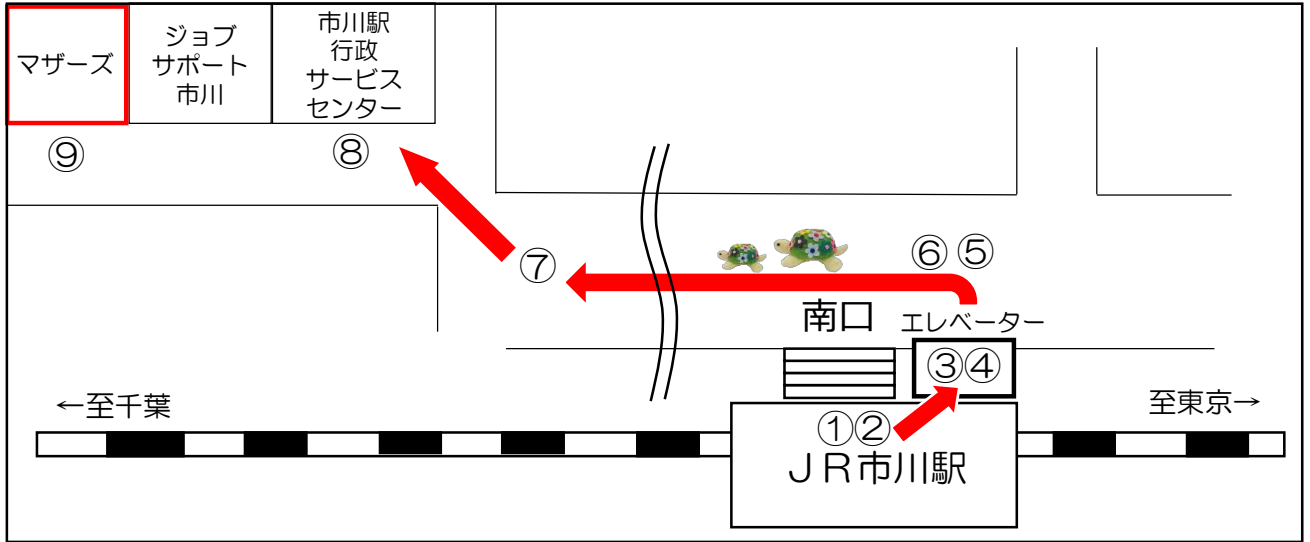 マザーズ
ジョブ
サポート
市川
市川駅
行政
サービス
センター
⑨
⑧
⑦
⑥⑤
南口
エレベーター
③④
←至千葉
至東京→
①②
JR市川駅